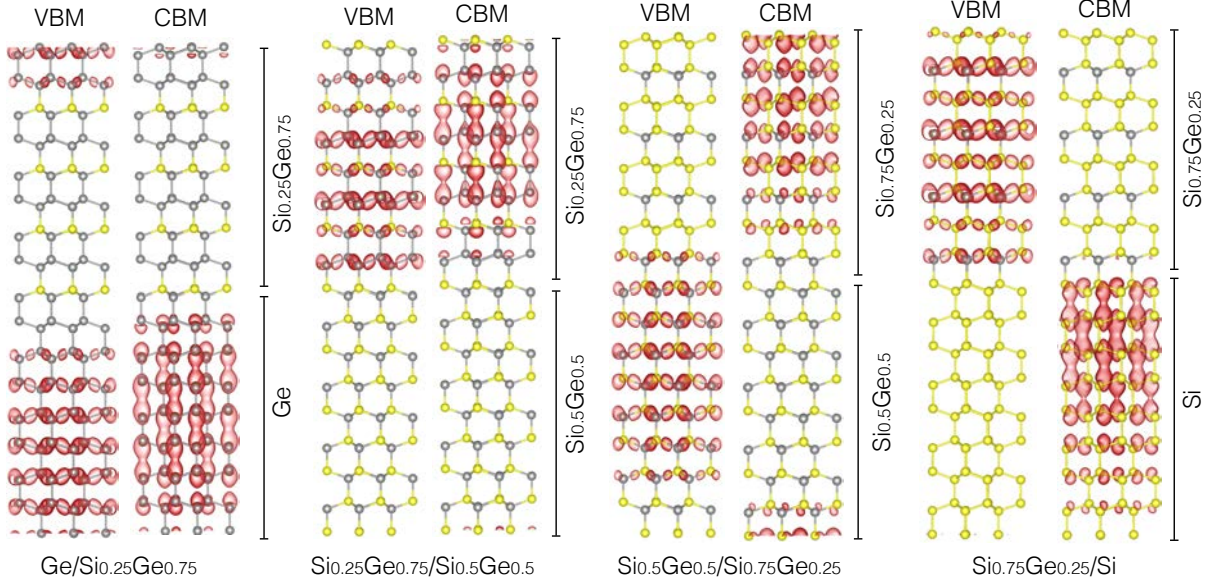 VBM CBM VBM CBM VBM CBM VBM CBM
Si0.25Ge0.75
Ge
Si0.25Ge0.75
Si0.5Ge0.5
Si0.75Ge0.25
Si0.5Ge0.5
Si0.75Ge0.25
Si
Ge/Si0.25Ge0.75 Si0.25Ge0.75/Si0.5Ge0.5 Si0.5Ge0.5/Si0.75Ge0.25 Si0.75Ge0.25/Si